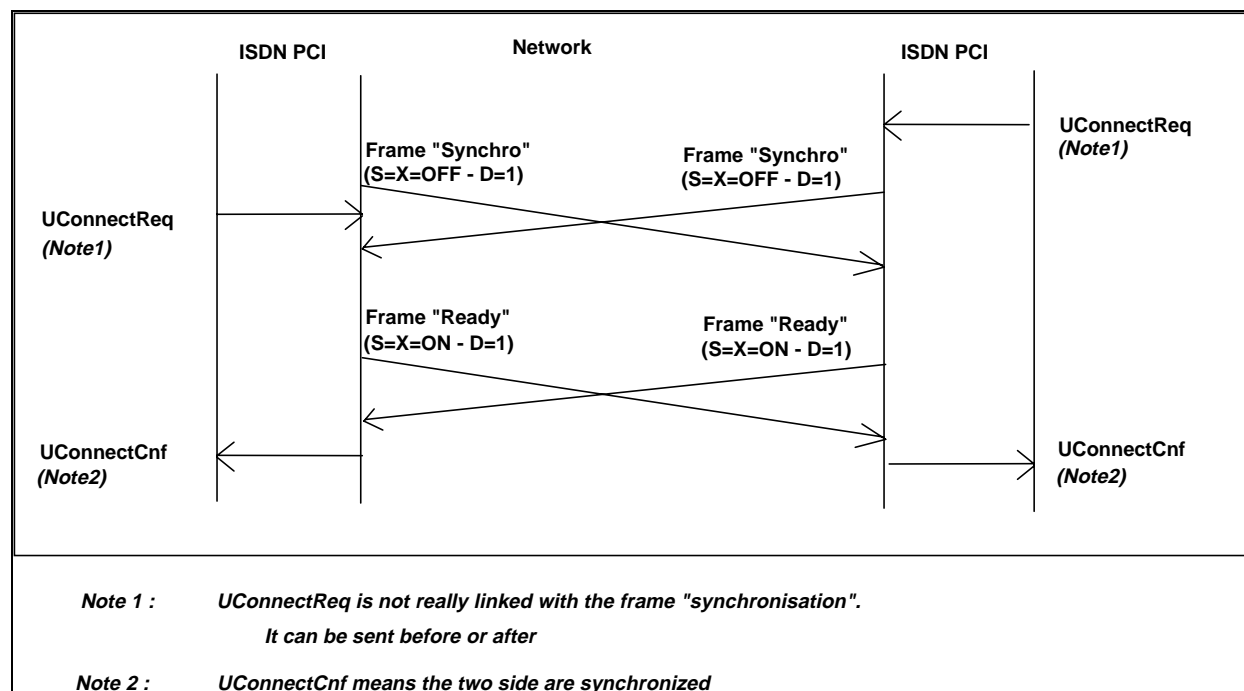 ISDN PCI
Network
ISDN PCI
UConnectReq
(Note1)
Frame "Synchro"
(S=X=OFF - D=1)
Frame "Synchro"
(S=X=OFF - D=1)
UConnectReq
(Note1)
Frame "Ready"
(S=X=ON - D=1)
Frame "Ready"
(S=X=ON - D=1)
UConnectCnf
(Note2)
UConnectCnf
(Note2)
Note 1 : UConnectReq is not really linked with the frame "synchronisation".
It can be sent before or after
Note 2 : UConnectCnf means the two side are synchronized